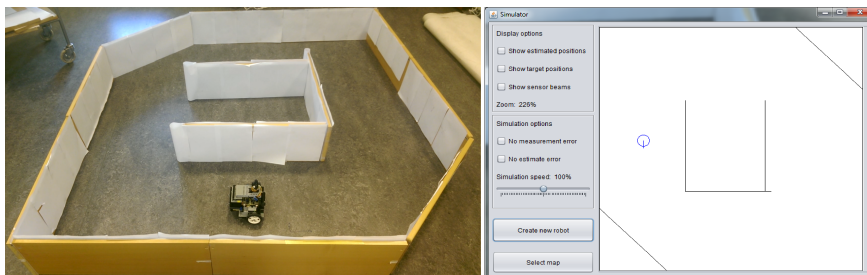 Simulator
Display options
Show estimated positions
Show target positions
Show sensor beams
Zoom: 226%
Simulation options
No measurement error
No estimate error
Simulation speed: 100%
Create new robot
Select map